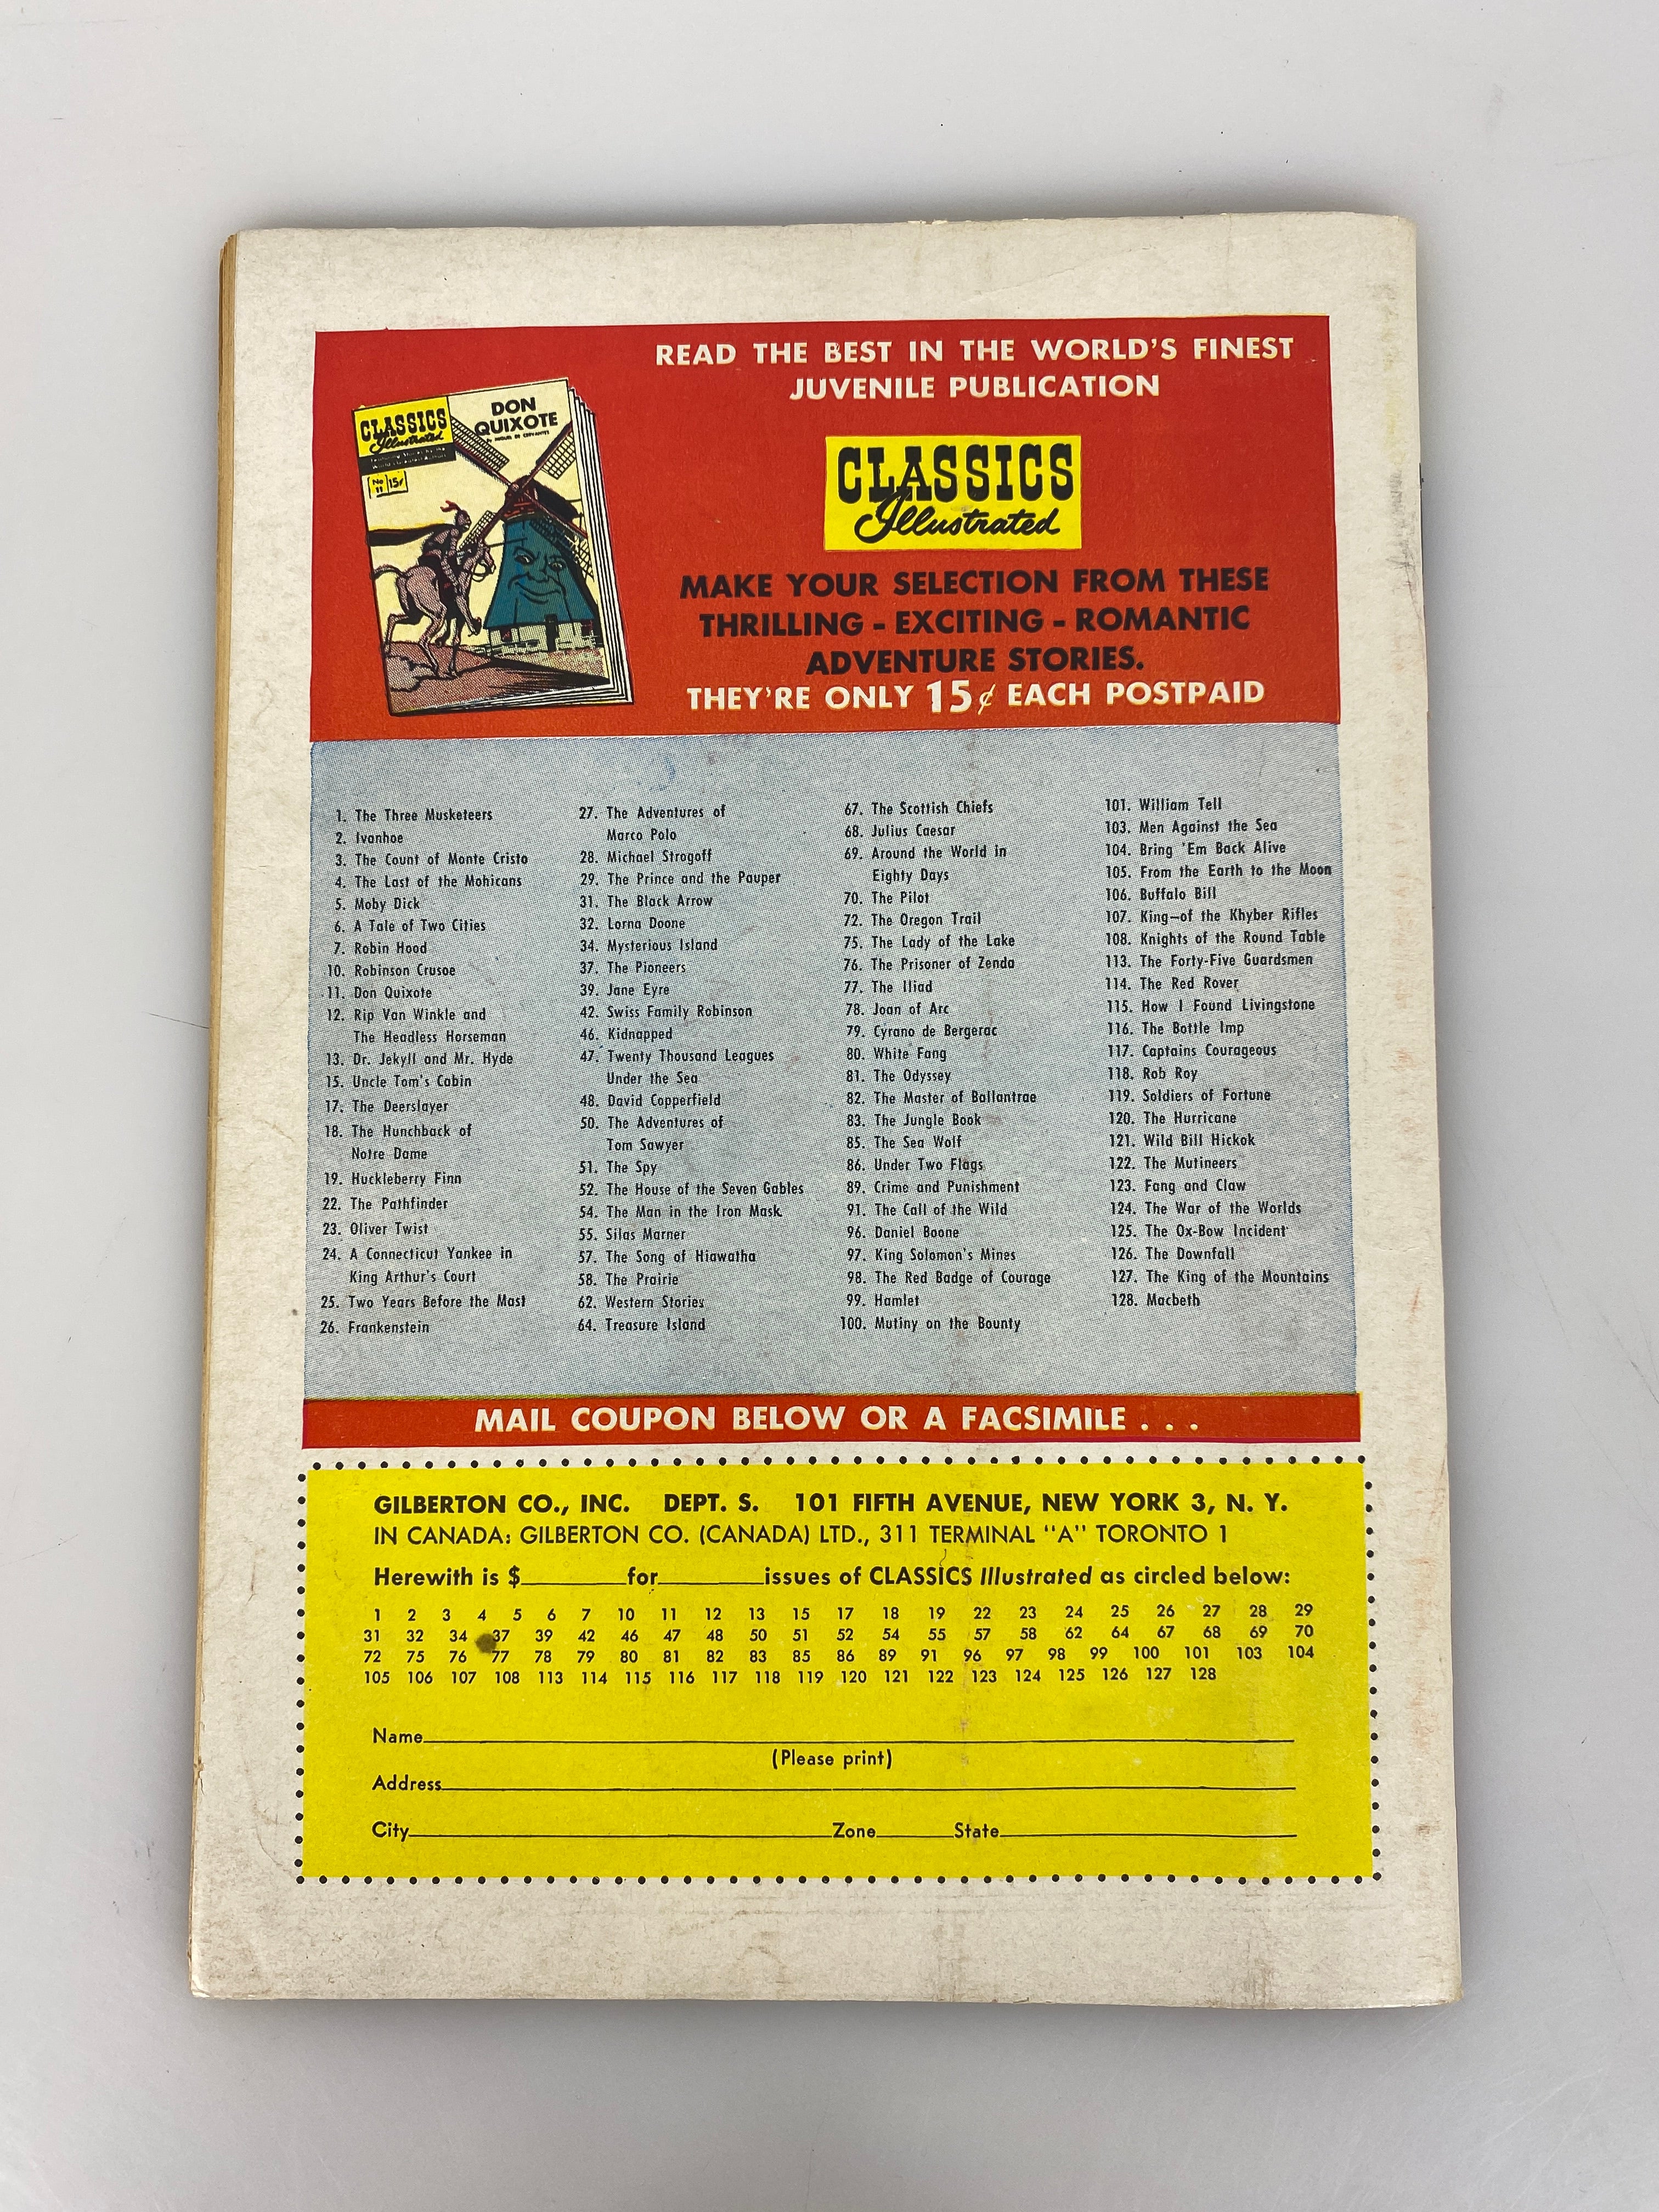 READ THE BEST IN THE WORLD'S FINEST
JUVENILE PUBLICATION
CLASSICS
Illustrated
DON
QUIXOTE
by MIGUEL DE CERVANTES
CLASSICS
Illustrated
Featuring Stories by the
World's Greatest Authors
No
11
15¢
MAKE YOUR SELECTION FROM THESE
THRILLING - EXCITING - ROMANTIC
ADVENTURE STORIES.
THEY'RE ONLY 15¢ EACH POSTPAID
1. The Three Musketeers
2. Ivanhoe
3. The Count of Monte Cristo
4. The Last of the Mohicans
5. Moby Dick
6. A Tale of Two Cities
7. Robin Hood
10. Robinson Crusoe
11. Don Quixote
12. Rip Van Winkle and
The Headless Horseman
13. Dr. Jekyll and Mr. Hyde
15. Uncle Tom's Cabin
17. The Deerslayer
18. The Hunchback of
Notre Dame
19. Huckleberry Finn
22. The Pathfinder
23. Oliver Twist
24. A Connecticut Yankee in
King Arthur's Court
25. Two Years Before the Mast
26. Frankenstein
27. The Adventures of
Marco Polo
28. Michael Strogoff
29. The Prince and the Pauper
31. The Black Arrow
32. Lorna Doone
34. Mysterious Island
37. The Pioneers
39. Jane Eyre
42. Swiss Family Robinson
46. Kidnapped
47. Twenty Thousand Leagues
Under the Sea
48. David Copperfield
50. The Adventures of
Tom Sawyer
51. The Spy
52. The House of the Seven Gables
54. The Man in the Iron Mask
55. Silas Marner
57. The Song of Hiawatha
58. The Prairie
62. Western Stories
64. Treasure Island
67. The Scottish Chiefs
68. Julius Caesar
69. Around the World in
Eighty Days
70. The Pilot
72. The Oregon Trail
75. The Lady of the Lake
76. The Prisoner of Zenda
77. The Iliad
78. Joan of Arc
79. Cyrano de Bergerac
80. White Fang
81. The Odyssey
82. The Master of Ballantrae
83. The Jungle Book
85. The Sea Wolf
86. Under Two Flags
89. Crime and Punishment
91. The Call of the Wild
96. Daniel Boone
97. King Solomon's Mines
98. The Red Badge of Courage
99. Hamlet
100. Mutiny on the Bounty
101. William Tell
103. Men Against the Sea
104. Bring 'Em Back Alive
105. From the Earth to the Moon
106. Buffalo Bill
107. King—of the Khyber Rifles
108. Knights of the Round Table
113. The Forty-Five Guardsmen
114. The Red Rover
115. How I Found Livingstone
116. The Bottle Imp
117. Captains Courageous
118. Rob Roy
119. Soldiers of Fortune
120. The Hurricane
121. Wild Bill Hickok
122. The Mutineers
123. Fang and Claw
124. The War of the Worlds
125. The Ox-Bow Incident
126. The Downfall
127. The King of the Mountains
128. Macbeth
MAIL COUPON BELOW OR A FACSIMILE . . .
GILBERTON CO., INC. DEPT. S. 101 FIFTH AVENUE, NEW YORK 3, N. Y.
IN CANADA: GILBERTON CO. (CANADA) LTD., 311 TERMINAL "A" TORONTO 1
Herewith is $________for________issues of CLASSICS Illustrated as circled below:
1 2 3 4 5 6 7 10 11 12 13 15 17 18 19 22 23 24 25 26 27 28 29
31 32 34 37 39 42 46 47 48 50 51 52 54 55 57 58 62 64 67 68 69 70
72 75 76 77 78 79 80 81 82 83 85 86 89 91 96 97 98 99 100 101 103 104
105 106 107 108 113 114 115 116 117 118 119 120 121 122 123 124 125 126 127 128
Name
(Please print)
Address
City Zone State